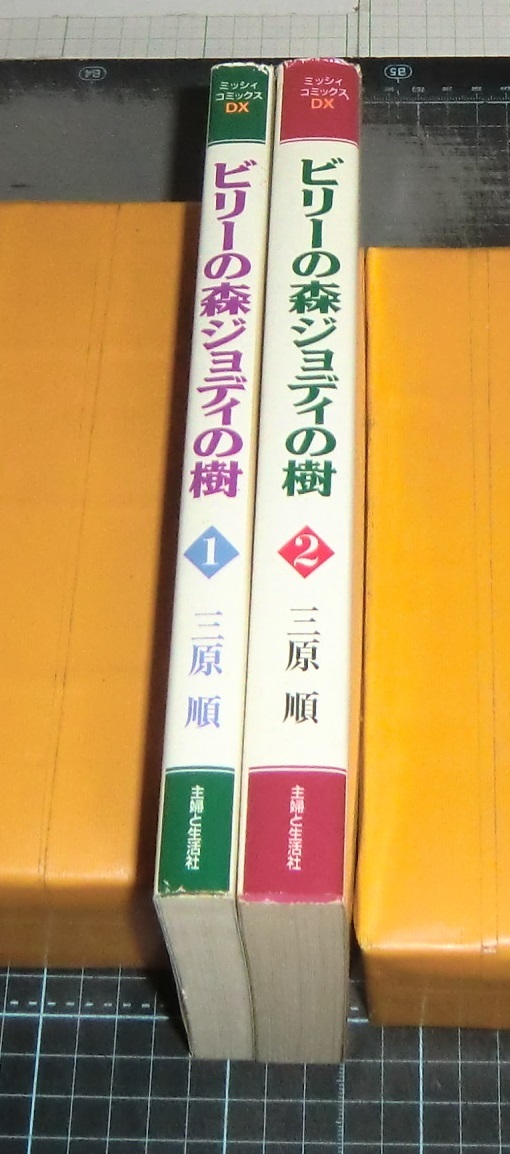 B4
B5
ミッシィ
コミックス
DX
ビリーの森ジョディの樹
1
三原 順
主婦と生活社
ミッシィ
コミックス
DX
ビリーの森ジョディの樹
2
三原 順
主婦と生活社